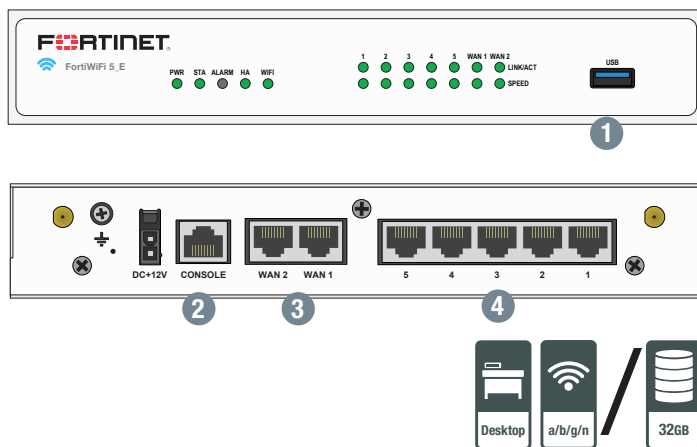 FORTINET.
FortiWiFi 5_E
PWR STA ALARM HA WIFI
1 2 3 4 5 WAN 1 WAN 2
LINK/ACT
SPEED
USB
1
DC+12V CONSOLE WAN 2 WAN 1 5 4 3 2 1
2 3 4
Desktop a/b/g/n 32GB